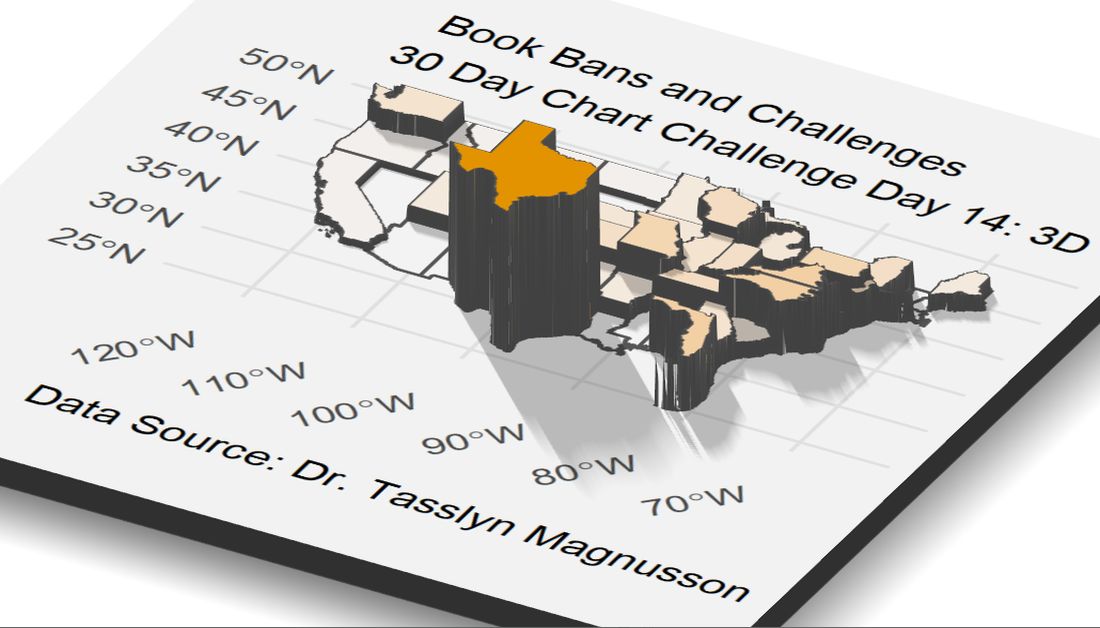 Book Bans and Challenges
30 Day Chart Challenge Day 14: 3D
50°N
45°N
40°N
35°N
30°N
25°N
120°W
110°W
100°W
90°W
80°W
70°W
Data Source: Dr. Tasslyn Magnusson